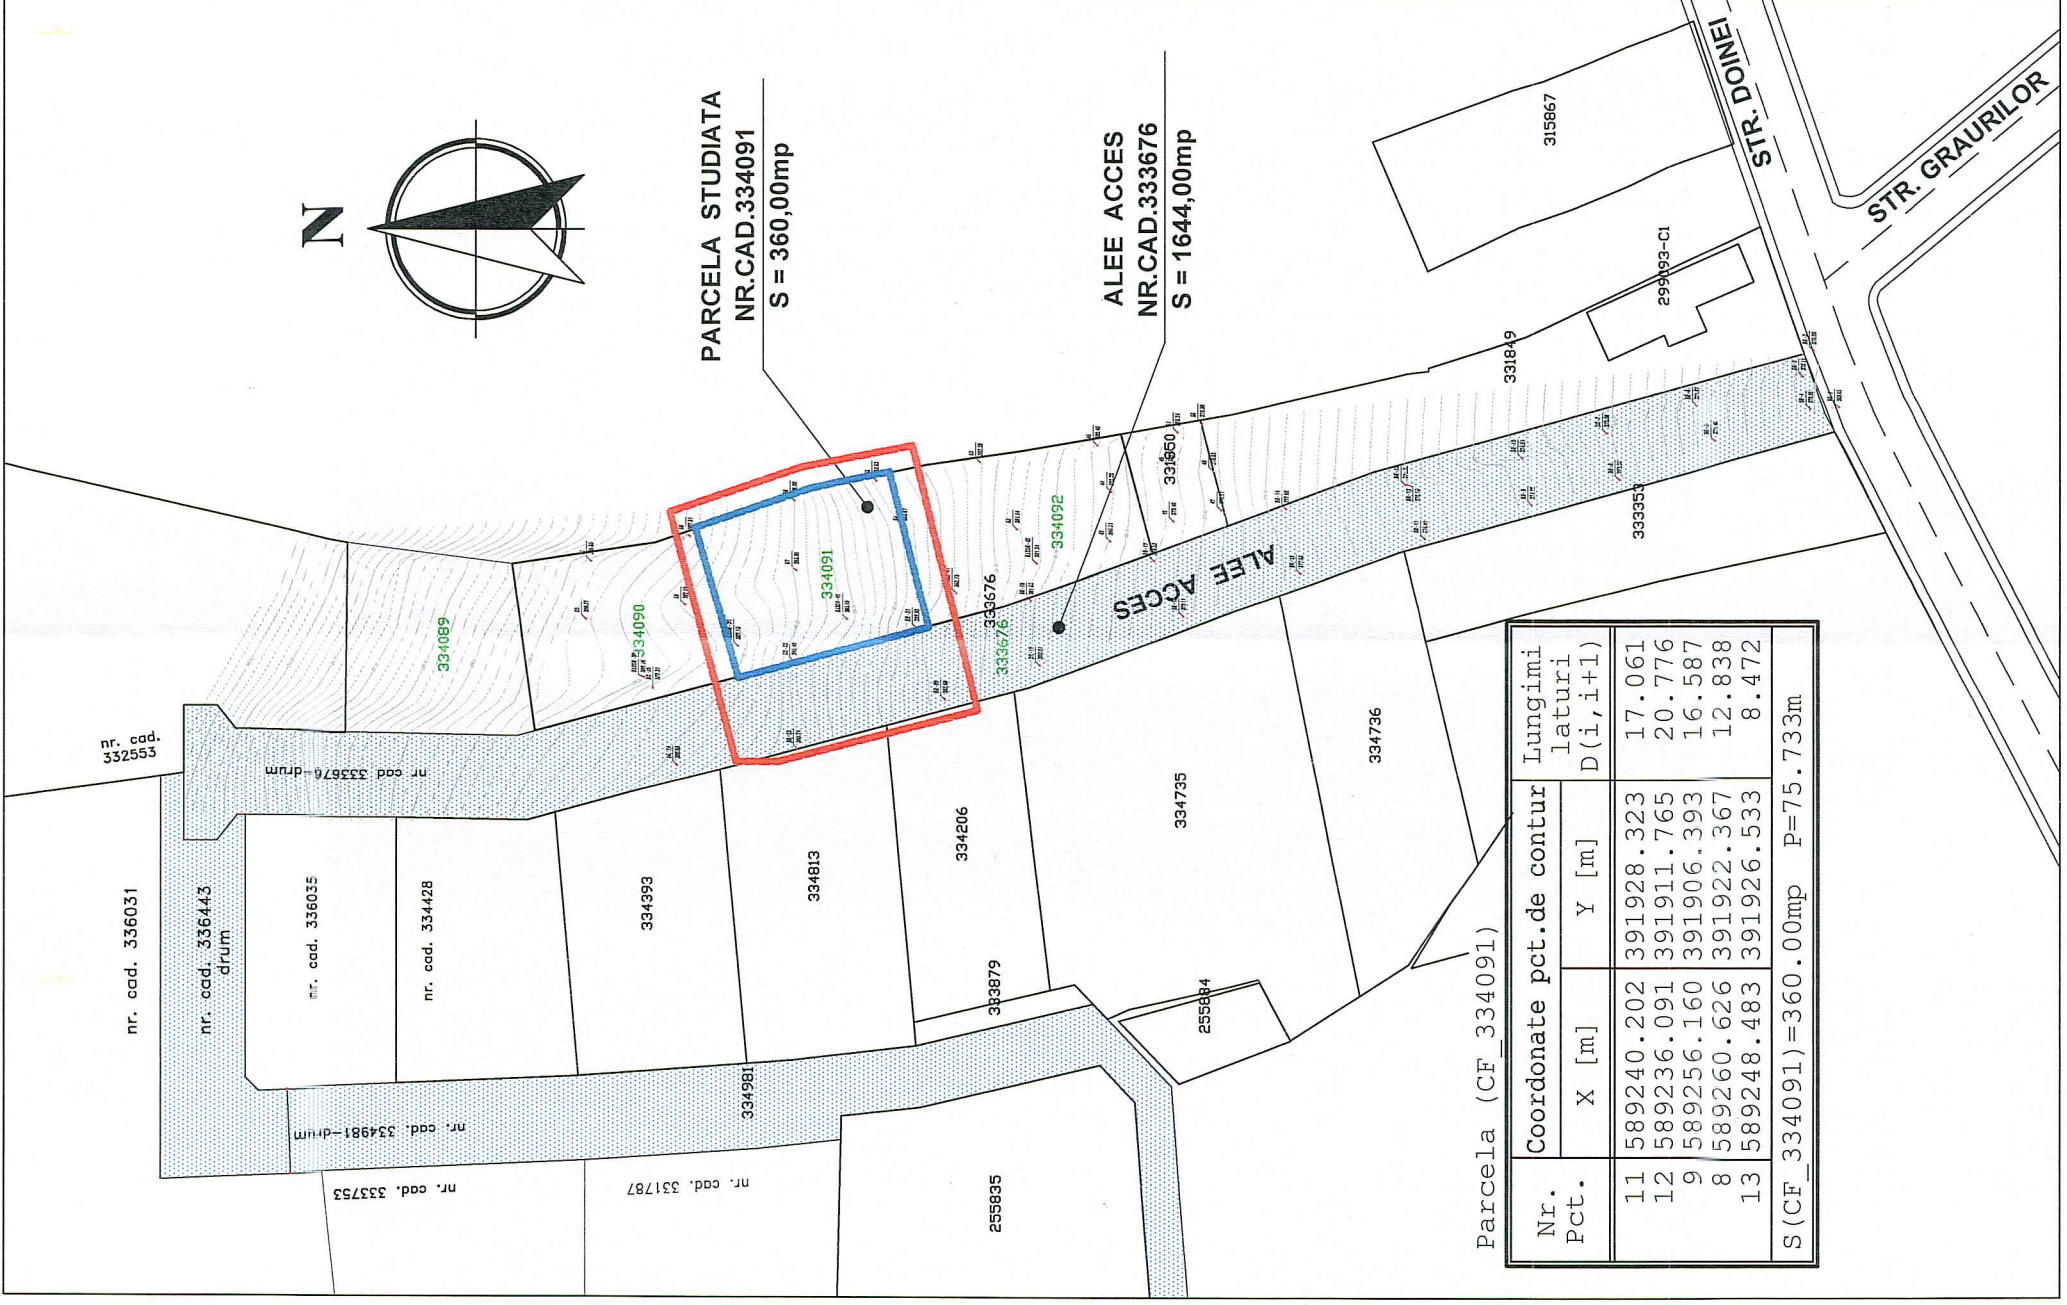 N
PARCELA STUDIATA
NR.CAD.334091
S = 360,00mp
ALEE ACCES
NR.CAD.333676
S = 1644,00mp
STR. DOINEI
STR. GRAURILOR
315867
299093-C1
331849
331850
333353
334092
333676
333676
ALEE ACCES
334091
334090
334089
nr. cad.
332553
nr cad 333676-drum
nr. cad. 336031
nr. cad. 336443
drum
nr. cad. 336035
nr. cad. 334428
334393
334813
334206
334735
334736
333879
255884
334981
nr. cad. 334981-drum
nr. cad. 333753
nr. cad. 331787
255835
Parcela (CF_334091)
Nr. Pct.
Coordonate pct.de contur
X [m]
Y [m]
Lungimi laturi D(i,i+1)
11 589240.202 391928.323 17.061
12 589236.091 391911.765 20.776
9 589256.160 391906.393 16.587
8 589260.626 391922.367 12.838
13 589248.483 391926.533 8.472
S(CF_334091)=360.00mp P=75.733m